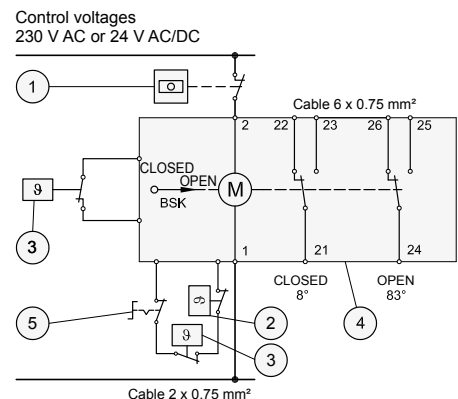 Control voltages
230 V AC or 24 V AC/DC
1
Cable 6 x 0.75 mm²
2
22
23
26
25
CLOSED
OPEN
BSK
M
ϑ
3
1
21
24
CLOSED
8°
OPEN
83°
5
ϑ
2
4
ϑ
3
Cable 2 x 0.75 mm²